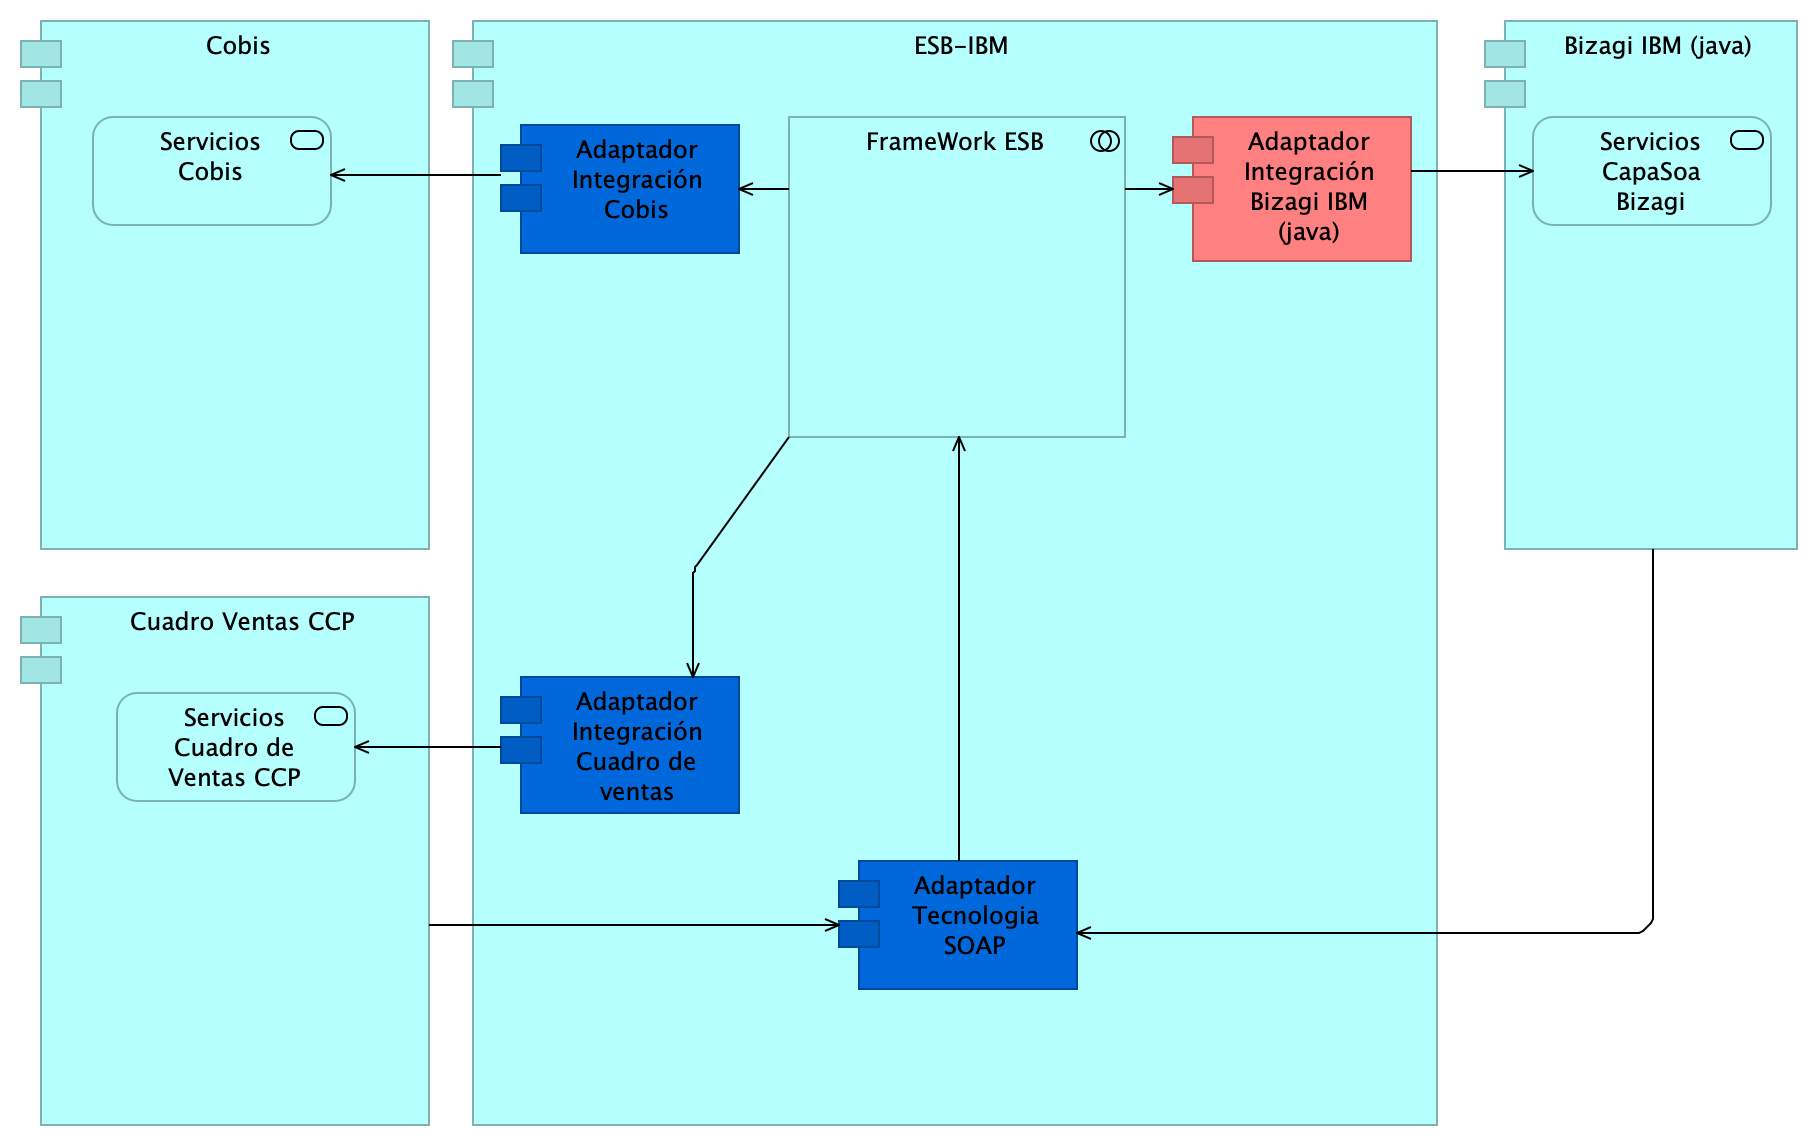 Cobis
Servicios
Cobis
ESB-IBM
Adaptador
Integración
Cobis
FrameWork ESB
Adaptador
Integración
Bizagi IBM
(java)
Bizagi IBM (java)
Servicios
CapaSoa
Bizagi
Cuadro Ventas CCP
Servicios
Cuadro de
Ventas CCP
Adaptador
Integración
Cuadro de
ventas
Adaptador
Tecnologia
SOAP